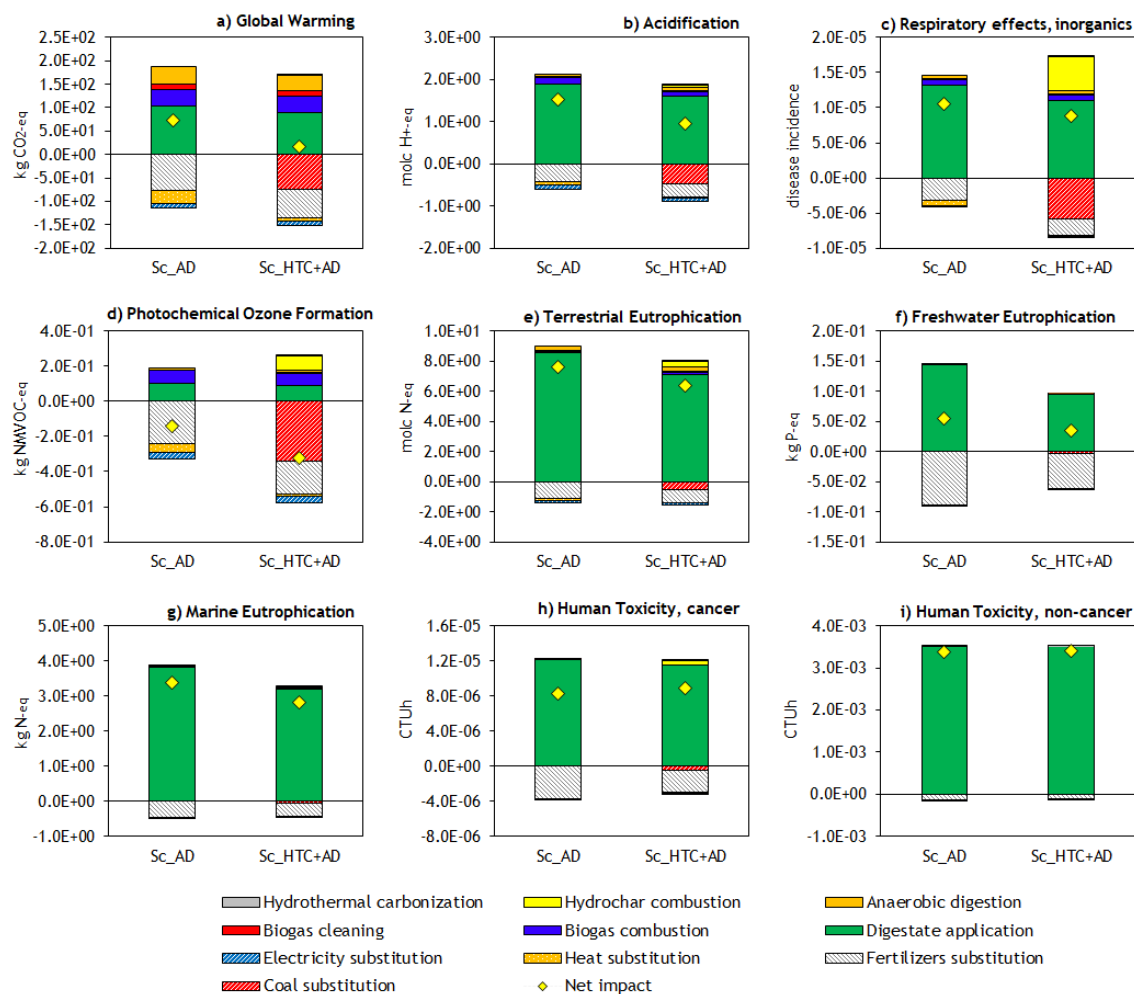 a) Global Warming
2.5E+02
2.0E+02
1.5E+02
1.0E+02
5.0E+01
0.0E+00
-5.0E+01
-1.0E+02
-1.5E+02
-2.0E+02
kg CO2-eq
Sc_AD Sc_HTC+AD
b) Acidification
3.0E+00
2.0E+00
1.0E+00
0.0E+00
-1.0E+00
-2.0E+00
molc H+-eq
Sc_AD Sc_HTC+AD
c) Respiratory effects, inorganics
2.0E-05
1.5E-05
1.0E-05
5.0E-06
0.0E+00
-5.0E-06
-1.0E-05
disease incidence
Sc_AD Sc_HTC+AD
d) Photochemical Ozone Formation
4.0E-01
2.0E-01
0.0E+00
-2.0E-01
-4.0E-01
-6.0E-01
-8.0E-01
kg NMVOC-eq
Sc_AD Sc_HTC+AD
e) Terrestrial Eutrophication
1.0E+01
8.0E+00
6.0E+00
4.0E+00
2.0E+00
0.0E+00
-2.0E+00
-4.0E+00
molc N-eq
Sc_AD Sc_HTC+AD
f) Freshwater Eutrophication
2.0E-01
1.5E-01
1.0E-01
5.0E-02
0.0E+00
-5.0E-02
-1.0E-01
-1.5E-01
kg P-eq
Sc_AD Sc_HTC+AD
g) Marine Eutrophication
5.0E+00
4.0E+00
3.0E+00
2.0E+00
1.0E+00
0.0E+00
-1.0E+00
kg N-eq
Sc_AD Sc_HTC+AD
h) Human Toxicity, cancer
1.6E-05
1.2E-05
8.0E-06
4.0E-06
0.0E+00
-4.0E-06
-8.0E-06
CTUh
Sc_AD Sc_HTC+AD
i) Human Toxicity, non-cancer
4.0E-03
3.0E-03
2.0E-03
1.0E-03
0.0E+00
-1.0E-03
CTUh
Sc_AD Sc_HTC+AD
Hydrothermal carbonization Hydrochar combustion Anaerobic digestion
Biogas cleaning Biogas combustion Digestate application
Electricity substitution Heat substitution Fertilizers substitution
Coal substitution Net impact